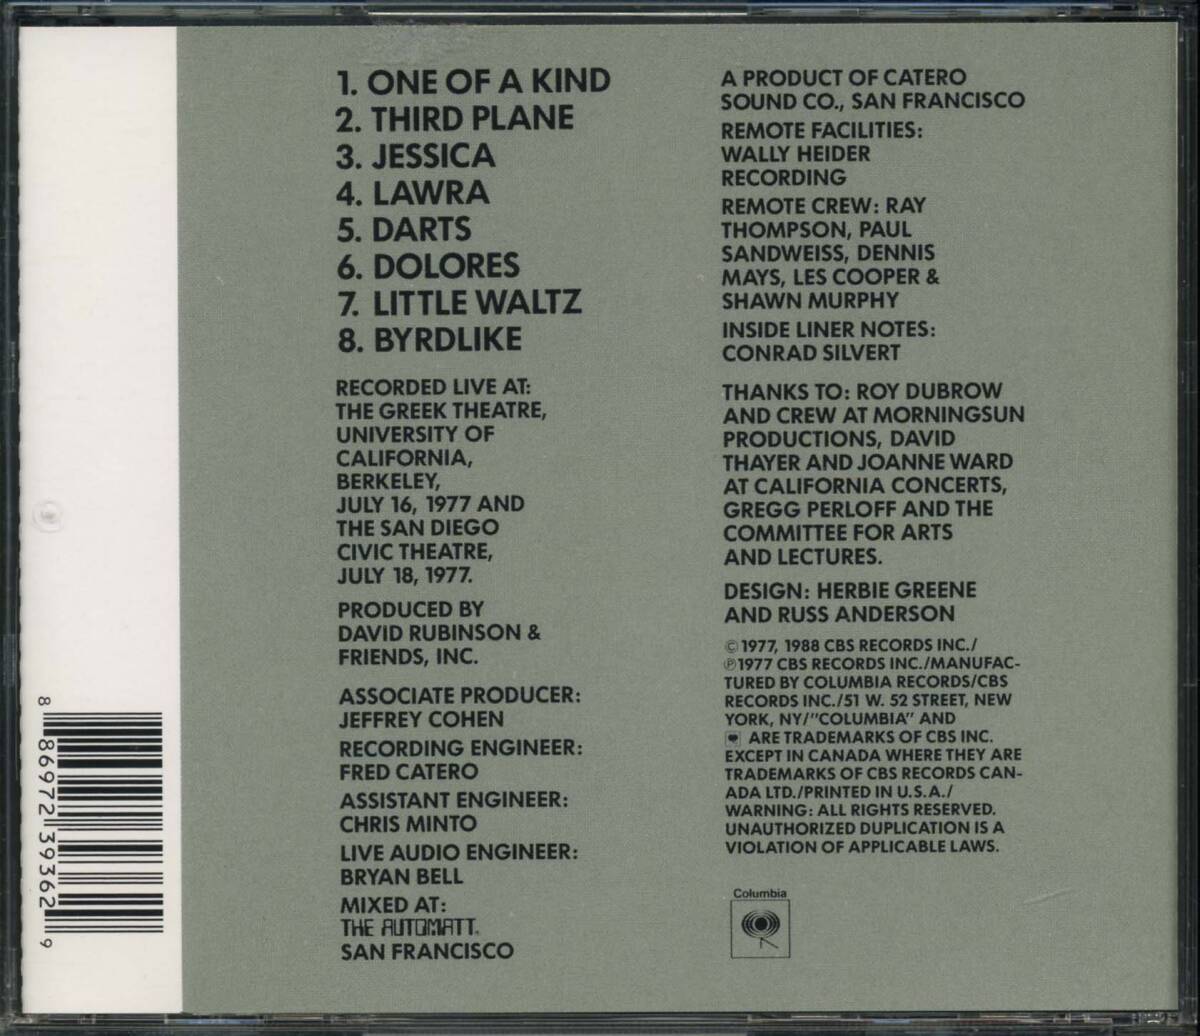 1. ONE OF A KIND
2. THIRD PLANE
3. JESSICA
4. LAWRA
5. DARTS
6. DOLORES
7. LITTLE WALTZ
8. BYRDLIKE
RECORDED LIVE AT:
THE GREEK THEATRE,
UNIVERSITY OF
CALIFORNIA,
BERKELEY,
JULY 16, 1977 AND
THE SAN DIEGO
CIVIC THEATRE,
JULY 18, 1977.
PRODUCED BY
DAVID RUBINSON &
FRIENDS, INC.
ASSOCIATE PRODUCER:
JEFFREY COHEN
RECORDING ENGINEER:
FRED CATERO
ASSISTANT ENGINEER:
CHRIS MINTO
LIVE AUDIO ENGINEER:
BRYAN BELL
MIXED AT:
THE AUTOMATT.
SAN FRANCISCO
A PRODUCT OF CATERO
SOUND CO., SAN FRANCISCO
REMOTE FACILITIES:
WALLY HEIDER
RECORDING
REMOTE CREW: RAY
THOMPSON, PAUL
SANDWEISS, DENNIS
MAYS, LES COOPER &
SHAWN MURPHY
INSIDE LINER NOTES:
CONRAD SILVERT
THANKS TO: ROY DUBROW
AND CREW AT MORNINGSUN
PRODUCTIONS, DAVID
THAYER AND JOANNE WARD
AT CALIFORNIA CONCERTS,
GREGG PERLOFF AND THE
COMMITTEE FOR ARTS
AND LECTURES.
DESIGN: HERBIE GREENE
AND RUSS ANDERSON
© 1977, 1988 CBS RECORDS INC./
℗ 1977 CBS RECORDS INC./MANUFAC-
TURED BY COLUMBIA RECORDS/CBS
RECORDS INC./51 W. 52 STREET, NEW
YORK, NY/"COLUMBIA" AND
ARE TRADEMARKS OF CBS INC.
EXCEPT IN CANADA WHERE THEY ARE
TRADEMARKS OF CBS RECORDS CAN-
ADA LTD./PRINTED IN U.S.A./
WARNING: ALL RIGHTS RESERVED.
UNAUTHORIZED DUPLICATION IS A
VIOLATION OF APPLICABLE LAWS.
Columbia
8 86972 39362 9